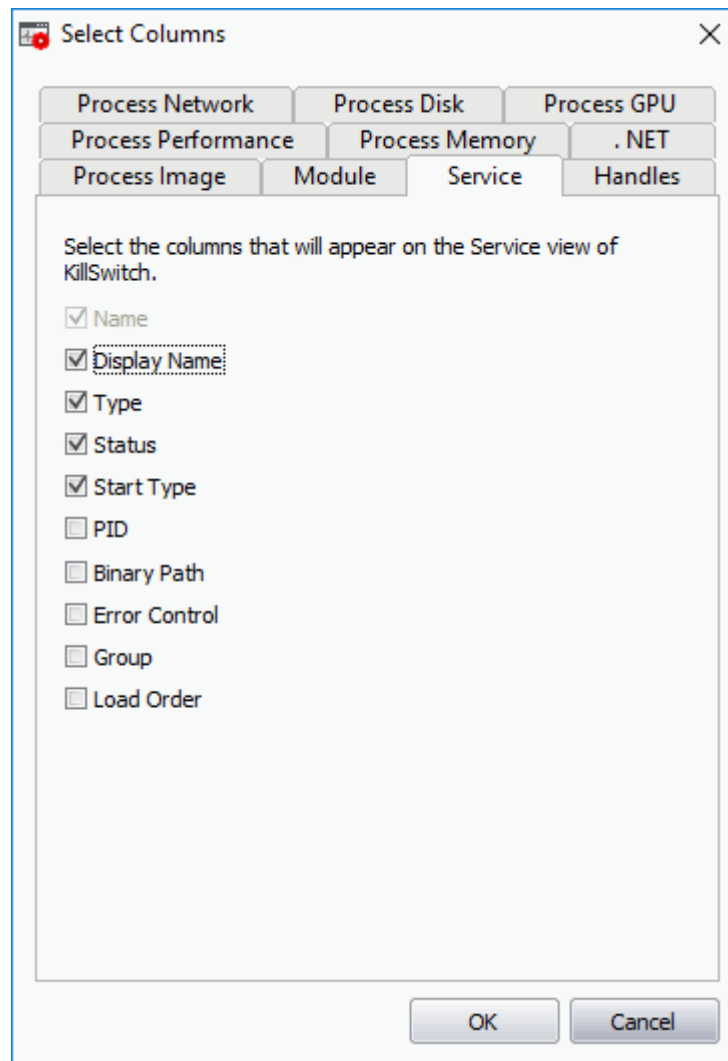 Select Columns
Process Network
Process Disk
Process GPU
Process Performance
Process Memory
. NET
Process Image
Module
Service
Handles
Select the columns that will appear on the Service view of
KillSwitch.
Name
Display Name
Type
Status
Start Type
PID
Binary Path
Error Control
Group
Load Order
OK
Cancel